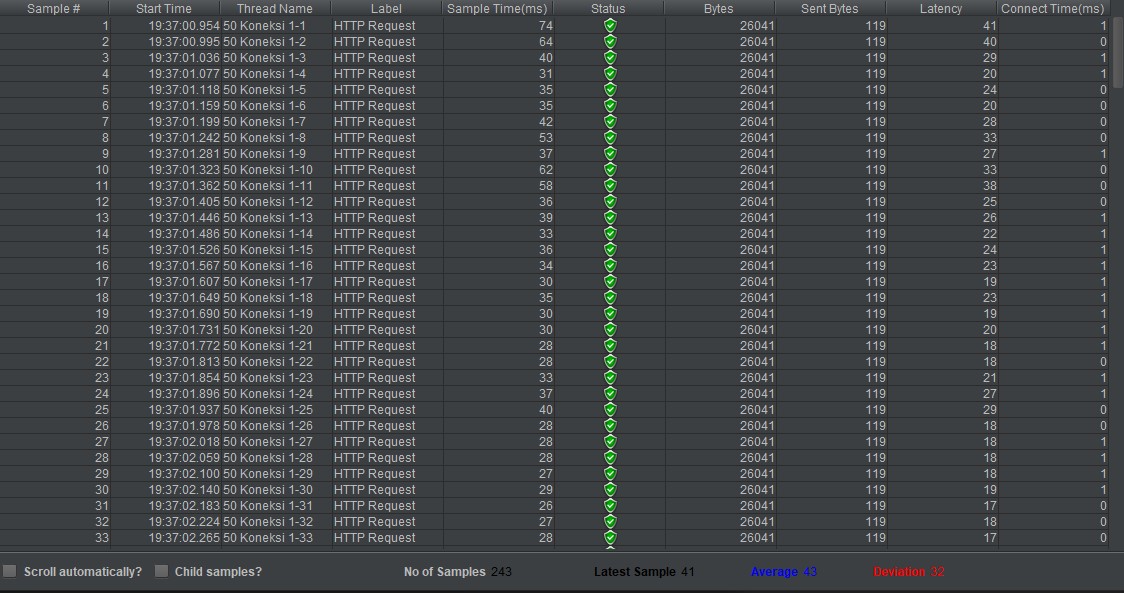 Sample # Start Time Thread Name Label Sample Time(ms) Status Bytes Sent Bytes Latency Connect Time(ms)
1 19:37:00.954 50 Koneksi 1-1 HTTP Request 74 26041 119 41 1
2 19:37:00.995 50 Koneksi 1-2 HTTP Request 64 26041 119 40 0
3 19:37:01.036 50 Koneksi 1-3 HTTP Request 40 26041 119 29 1
4 19:37:01.077 50 Koneksi 1-4 HTTP Request 31 26041 119 20 1
5 19:37:01.118 50 Koneksi 1-5 HTTP Request 35 26041 119 24 0
6 19:37:01.159 50 Koneksi 1-6 HTTP Request 35 26041 119 20 0
7 19:37:01.199 50 Koneksi 1-7 HTTP Request 42 26041 119 28 0
8 19:37:01.242 50 Koneksi 1-8 HTTP Request 53 26041 119 33 0
9 19:37:01.281 50 Koneksi 1-9 HTTP Request 37 26041 119 27 1
10 19:37:01.323 50 Koneksi 1-10 HTTP Request 62 26041 119 33 0
11 19:37:01.362 50 Koneksi 1-11 HTTP Request 58 26041 119 38 0
12 19:37:01.405 50 Koneksi 1-12 HTTP Request 36 26041 119 25 0
13 19:37:01.446 50 Koneksi 1-13 HTTP Request 39 26041 119 26 1
14 19:37:01.486 50 Koneksi 1-14 HTTP Request 33 26041 119 22 1
15 19:37:01.526 50 Koneksi 1-15 HTTP Request 36 26041 119 24 1
16 19:37:01.567 50 Koneksi 1-16 HTTP Request 34 26041 119 23 1
17 19:37:01.607 50 Koneksi 1-17 HTTP Request 30 26041 119 19 1
18 19:37:01.649 50 Koneksi 1-18 HTTP Request 35 26041 119 23 1
19 19:37:01.690 50 Koneksi 1-19 HTTP Request 30 26041 119 19 1
20 19:37:01.731 50 Koneksi 1-20 HTTP Request 30 26041 119 20 1
21 19:37:01.772 50 Koneksi 1-21 HTTP Request 28 26041 119 18 1
22 19:37:01.813 50 Koneksi 1-22 HTTP Request 28 26041 119 18 0
23 19:37:01.854 50 Koneksi 1-23 HTTP Request 33 26041 119 21 1
24 19:37:01.896 50 Koneksi 1-24 HTTP Request 37 26041 119 27 1
25 19:37:01.937 50 Koneksi 1-25 HTTP Request 40 26041 119 29 0
26 19:37:01.978 50 Koneksi 1-26 HTTP Request 28 26041 119 18 0
27 19:37:02.018 50 Koneksi 1-27 HTTP Request 28 26041 119 18 1
28 19:37:02.059 50 Koneksi 1-28 HTTP Request 28 26041 119 18 1
29 19:37:02.100 50 Koneksi 1-29 HTTP Request 27 26041 119 18 1
30 19:37:02.140 50 Koneksi 1-30 HTTP Request 29 26041 119 19 1
31 19:37:02.183 50 Koneksi 1-31 HTTP Request 26 26041 119 17 0
32 19:37:02.224 50 Koneksi 1-32 HTTP Request 27 26041 119 18 0
33 19:37:02.265 50 Koneksi 1-33 HTTP Request 28 26041 119 17 0
Scroll automatically? Child samples? No of Samples 243 Latest Sample 41 Average 43 Deviation 32